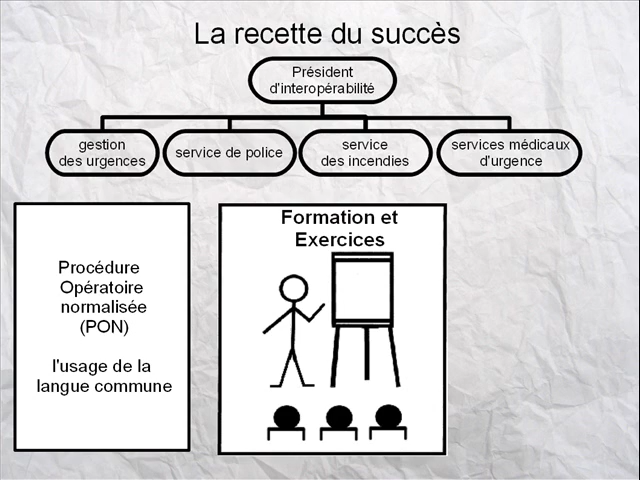 La recette du succès
Président
d'interopérabilité
gestion
des urgences
service de police
service
des incendies
services médicaux
d'urgence
Procédure
Opératoire
normalisée
(PON)
l'usage de la
langue commune
Formation et
Exercices